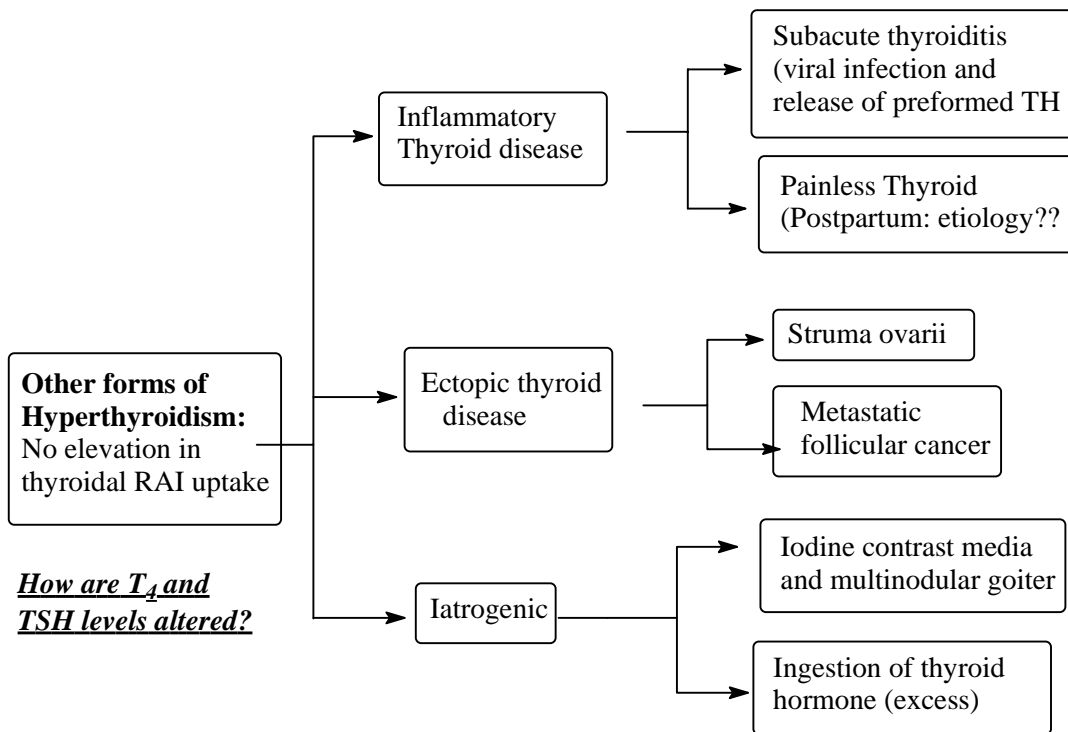 Other forms of
Hyperthyroidism:
No elevation in
thyroidal RAI uptake
How are T4 and
TSH levels altered?
Inflammatory
Thyroid disease
Subacute thyroiditis
(viral infection and
release of preformed TH
Painless Thyroid
(Postpartum: etiology??
Ectopic thyroid
disease
Struma ovarii
Metastatic
follicular cancer
Iatrogenic
Iodine contrast media
and multinodular goiter
Ingestion of thyroid
hormone (excess)